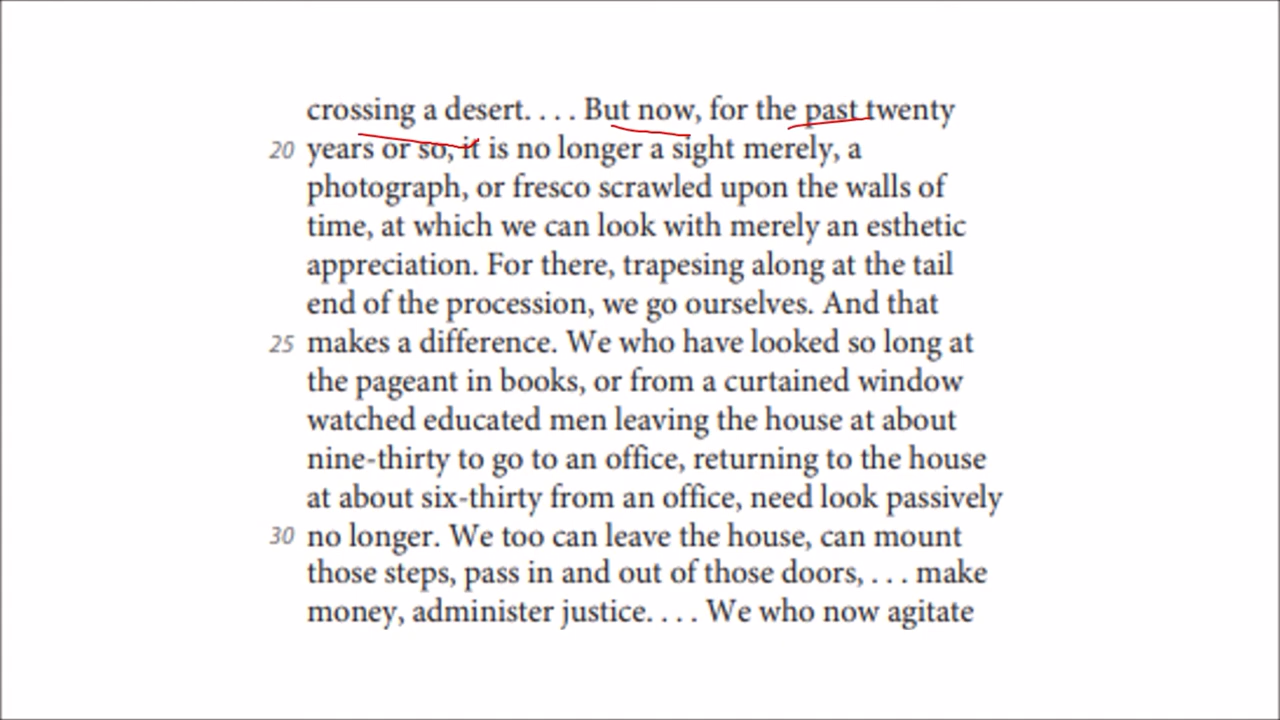 crossing a desert. . . . But now, for the past twenty
20 years or so, it is no longer a sight merely, a
photograph, or fresco scrawled upon the walls of
time, at which we can look with merely an esthetic
appreciation. For there, trapesing along at the tail
end of the procession, we go ourselves. And that
25 makes a difference. We who have looked so long at
the pageant in books, or from a curtained window
watched educated men leaving the house at about
nine-thirty to go to an office, returning to the house
at about six-thirty from an office, need look passively
30 no longer. We too can leave the house, can mount
those steps, pass in and out of those doors, . . . make
money, administer justice. . . . We who now agitate